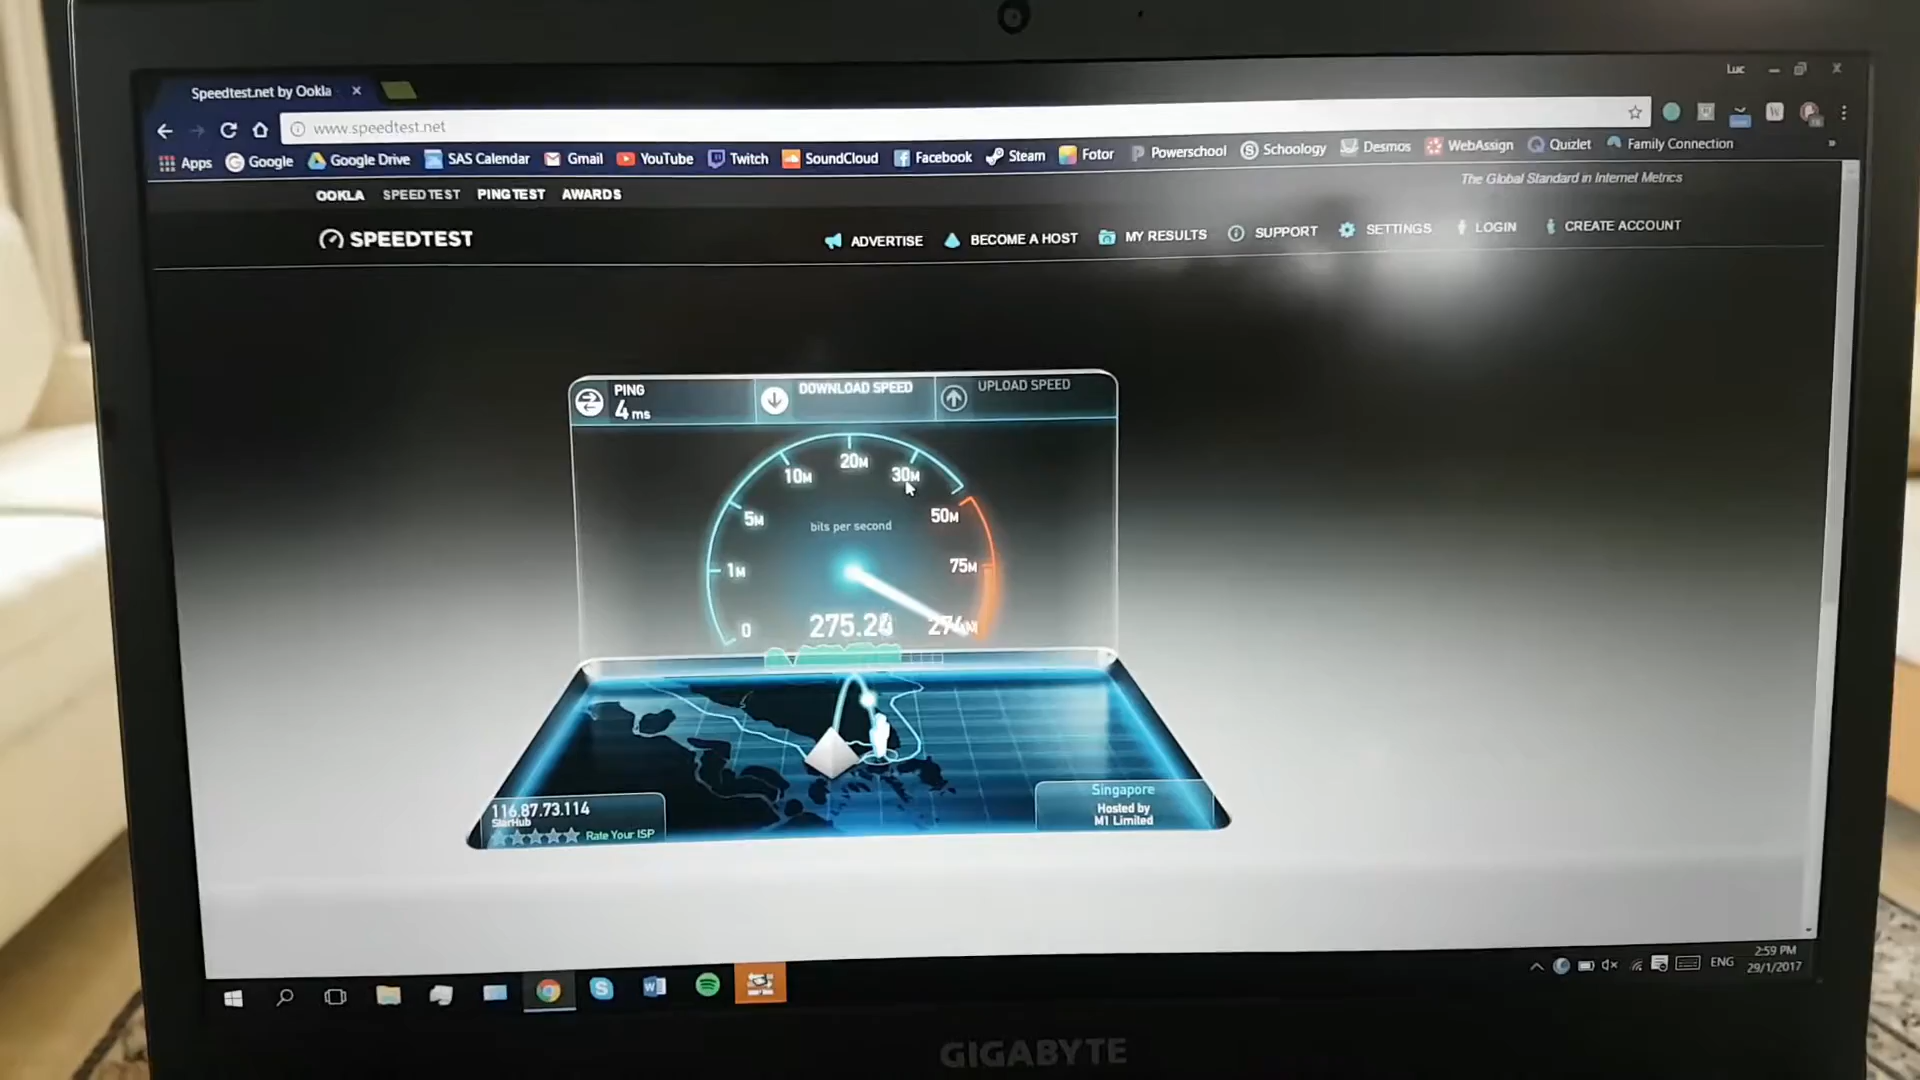 Luc
Speedtest.net by Ookla
www.speedtest.net
Apps Google Google Drive SAS Calendar Gmail YouTube Twitch SoundCloud Facebook Steam Fotor Powerschool Schoology Desmos WebAssign Quizlet Family Connection »
The Global Standard in Internet Metrics
OOKLA SPEEDTEST PINGTEST AWARDS
SPEEDTEST
ADVERTISE BECOME A HOST MY RESULTS SUPPORT SETTINGS LOGIN CREATE ACCOUNT
PING
4 ms
DOWNLOAD SPEED
UPLOAD SPEED
20M
10M 30M
5M 50M
bits per second
1M 75M
0 274M
Singapore
Hosted by
M1 Limited
116.87.73.114
StarHub
Rate Your ISP
2:59 PM
ENG
29/1/2017
GIGABYTE